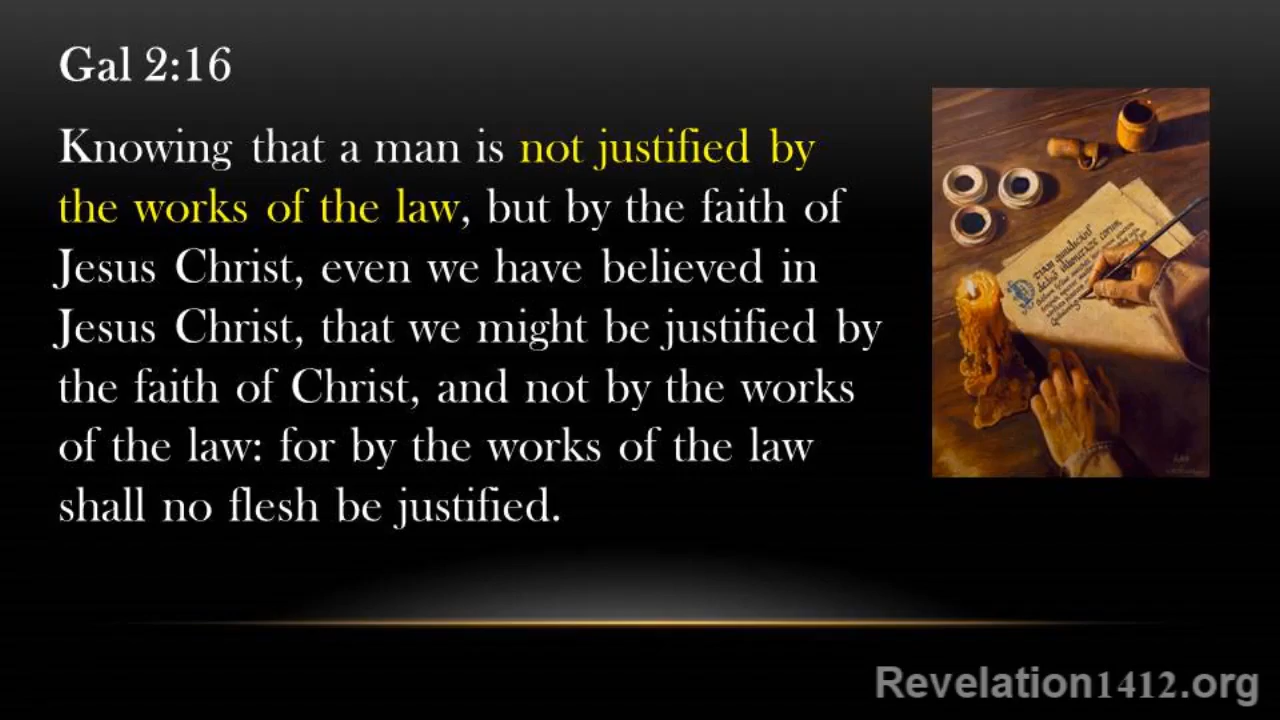 Gal 2:16
Knowing that a man is not justified by
the works of the law, but by the faith of
Jesus Christ, even we have believed in
Jesus Christ, that we might be justified by
the faith of Christ, and not by the works
of the law: for by the works of the law
shall no flesh be justified.
Revelation1412.org